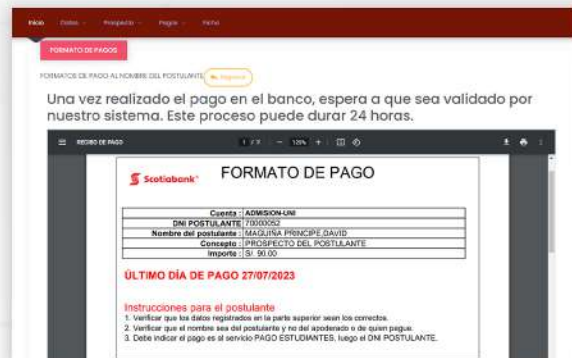 Inicio Datos Prospecto Pagos Ficha
FORMATO DE PAGOS
FORMATOS DE PAGO AL NOMBRE DEL POSTULANTE Regresar
Una vez realizado el pago en el banco, espera a que sea validado por
nuestro sistema. Este proceso puede durar 24 horas.
RECIBO DE PAGO 1 / 120% +
Scotiabank FORMATO DE PAGO
Cuenta : ADMISION-UNI
DNI POSTULANTE 70000052
Nombre del postulante : MAGUIÑA PRINCIPE,DAVID
Concepto : PROSPECTO DEL POSTULANTE
Importe : S/. 90.00
ÚLTIMO DÍA DE PAGO 27/07/2023
Instrucciones para el postulante
1. Verificar que los datos registrados en la parte superior sean los correctos.
2. Verificar que el nombre sea del postulante y no del apoderado o de quien pague.
3. Debe indicar el pago es al servicio PAGO ESTUDIANTES, luego el DNI POSTULANTE.